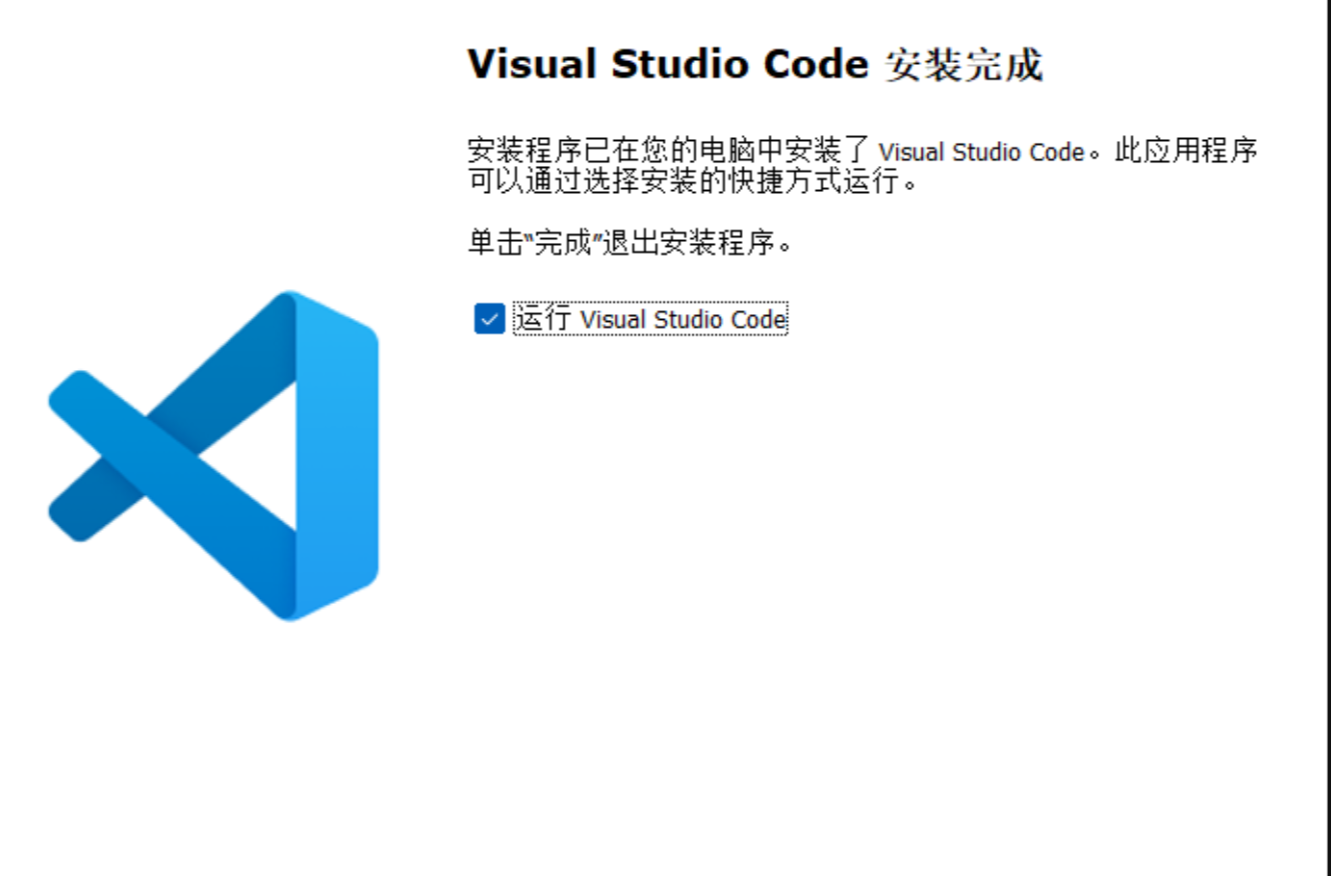 Visual Studio Code 安装完成
安装程序已在您的电脑中安装了 Visual Studio Code。此应用程序
可以通过选择安装的快捷方式运行。
单击“完成”退出安装程序。
运行 Visual Studio Code